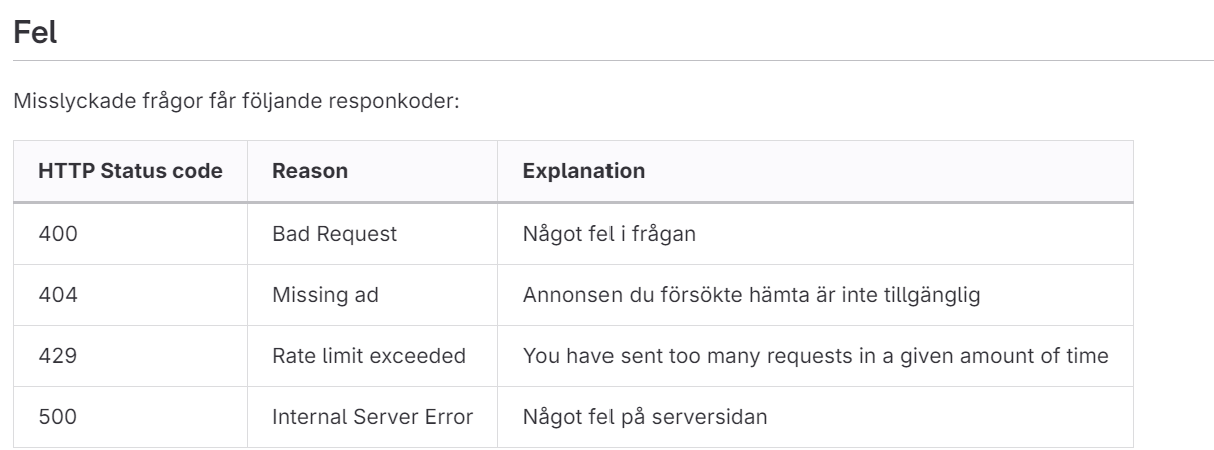 Fel
Misslyckade frågor får följande responkoder:
HTTP Status code Reason Explanation
400 Bad Request Något fel i frågan
404 Missing ad Annonsen du försökte hämta är inte tillgänglig
429 Rate limit exceeded You have sent too many requests in a given amount of time
500 Internal Server Error Något fel på serversidan